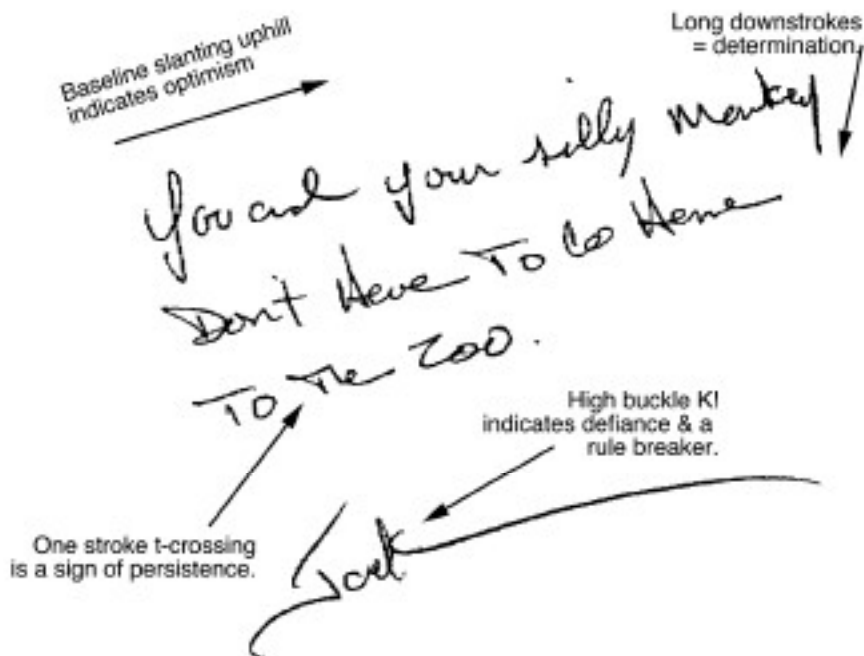 Baseline slanting uphill
indicates optimism
Long downstrokes
= determination.
You and your silly monkey
Don't Have To Go Home
To The Zoo.
High buckle K!
indicates defiance & a
rule breaker.
One stroke t-crossing
is a sign of persistence.
Jack